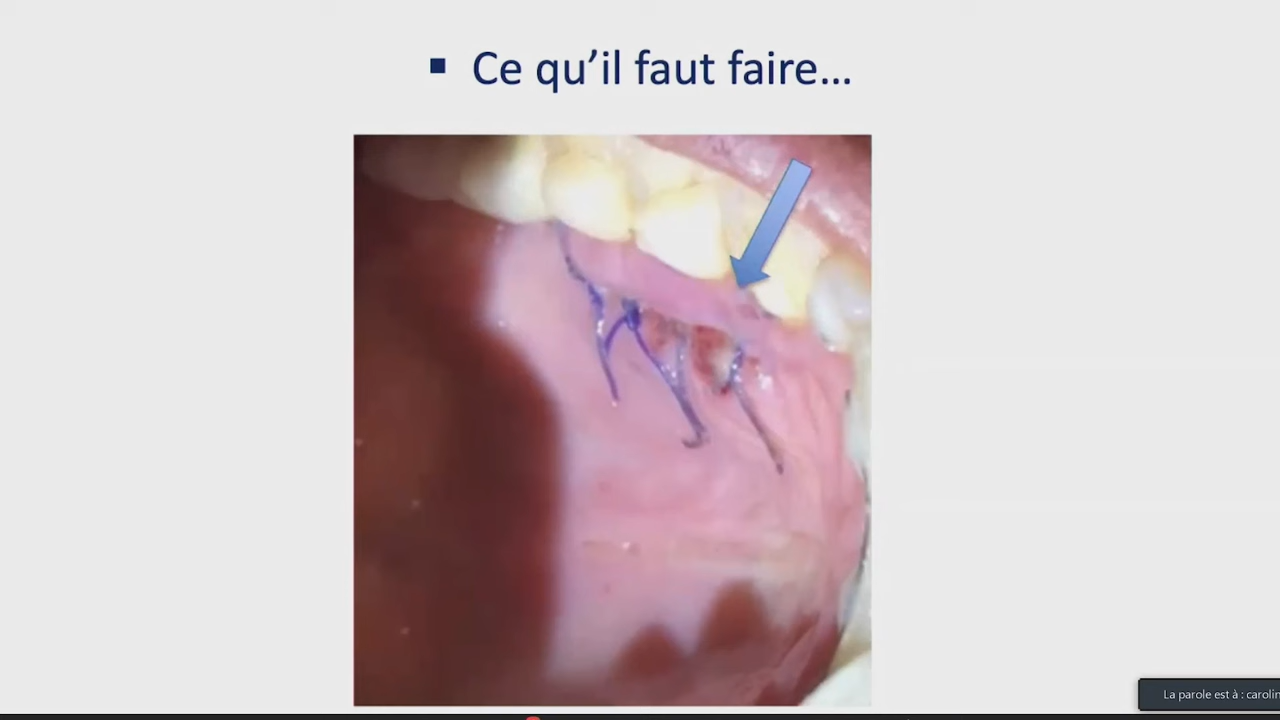 ▪ Ce qu’il faut faire...
La parole est à : carolin